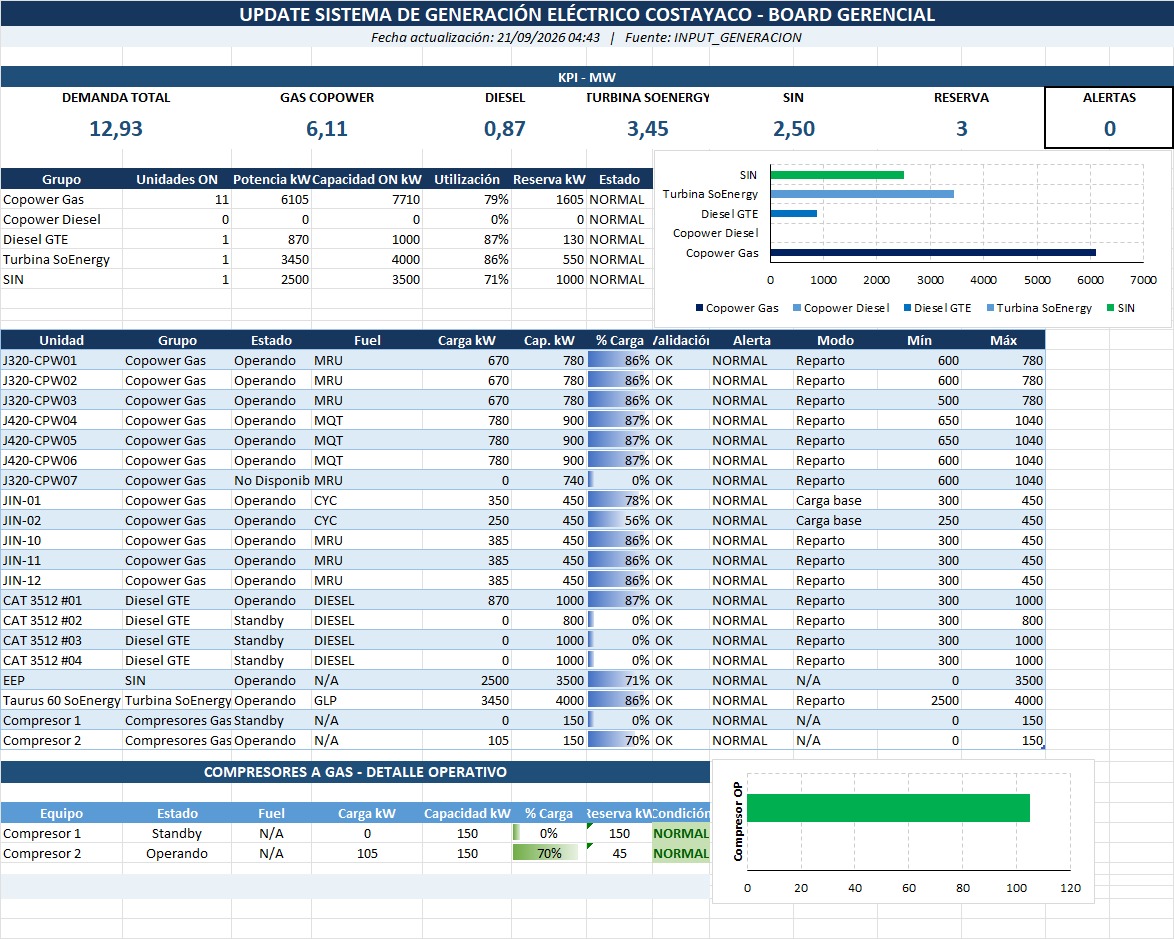 UPDATE SISTEMA DE GENERACIÓN ELÉCTRICO COSTAYACO - BOARD GERENCIAL
Fecha actualización: 21/09/2026 04:43 | Fuente: INPUT_GENERACION
KPI - MW
DEMANDA TOTAL GAS COPOWER DIESEL TURBINA SOENERGY SIN RESERVA ALERTAS
12,93 6,11 0,87 3,45 2,50 3 0
Grupo Unidades ON Potencia kW Capacidad ON kW Utilización Reserva kW Estado
Copower Gas 11 6105 7710 79% 1605 NORMAL
Copower Diesel 0 0 0 0% 0 NORMAL
Diesel GTE 1 870 1000 87% 130 NORMAL
Turbina SoEnergy 1 3450 4000 86% 550 NORMAL
SIN 1 2500 3500 71% 1000 NORMAL
SIN
Turbina SoEnergy
Diesel GTE
Copower Diesel
Copower Gas
0 1000 2000 3000 4000 5000 6000 7000
Copower Gas Copower Diesel Diesel GTE Turbina SoEnergy SIN
Unidad Grupo Estado Fuel Carga kW Cap. kW % Carga Validación Alerta Modo Mín Máx
J320-CPW01 Copower Gas Operando MRU 670 780 86% OK NORMAL Reparto 600 780
J320-CPW02 Copower Gas Operando MRU 670 780 86% OK NORMAL Reparto 600 780
J320-CPW03 Copower Gas Operando MRU 670 780 86% OK NORMAL Reparto 500 780
J420-CPW04 Copower Gas Operando MQT 780 900 87% OK NORMAL Reparto 650 1040
J420-CPW05 Copower Gas Operando MQT 780 900 87% OK NORMAL Reparto 650 1040
J420-CPW06 Copower Gas Operando MQT 780 900 87% OK NORMAL Reparto 600 1040
J320-CPW07 Copower Gas No Disponib MRU 0 740 0% OK NORMAL Reparto 600 1040
JIN-01 Copower Gas Operando CYC 350 450 78% OK NORMAL Carga base 300 450
JIN-02 Copower Gas Operando CYC 250 450 56% OK NORMAL Carga base 250 450
JIN-10 Copower Gas Operando MRU 385 450 86% OK NORMAL Reparto 300 450
JIN-11 Copower Gas Operando MRU 385 450 86% OK NORMAL Reparto 300 450
JIN-12 Copower Gas Operando MRU 385 450 86% OK NORMAL Reparto 300 450
CAT 3512 #01 Diesel GTE Operando DIESEL 870 1000 87% OK NORMAL Reparto 300 1000
CAT 3512 #02 Diesel GTE Standby DIESEL 0 800 0% OK NORMAL Reparto 300 800
CAT 3512 #03 Diesel GTE Standby DIESEL 0 1000 0% OK NORMAL Reparto 300 1000
CAT 3512 #04 Diesel GTE Standby DIESEL 0 1000 0% OK NORMAL Reparto 300 1000
EEP SIN Operando N/A 2500 3500 71% OK NORMAL N/A 0 3500
Taurus 60 SoEnergy Turbina SoEnergy Operando GLP 3450 4000 86% OK NORMAL Reparto 2500 4000
Compresor 1 Compresores Gas Standby N/A 0 150 0% OK NORMAL N/A 0 150
Compresor 2 Compresores Gas Operando N/A 105 150 70% OK NORMAL N/A 0 150
COMPRESORES A GAS - DETALLE OPERATIVO
Equipo Estado Fuel Carga kW Capacidad kW % Carga Reserva kW Condición
Compresor 1 Standby N/A 0 150 0% 150 NORMAL
Compresor 2 Operando N/A 105 150 70% 45 NORMAL
Compresor OP
0 20 40 60 80 100 120